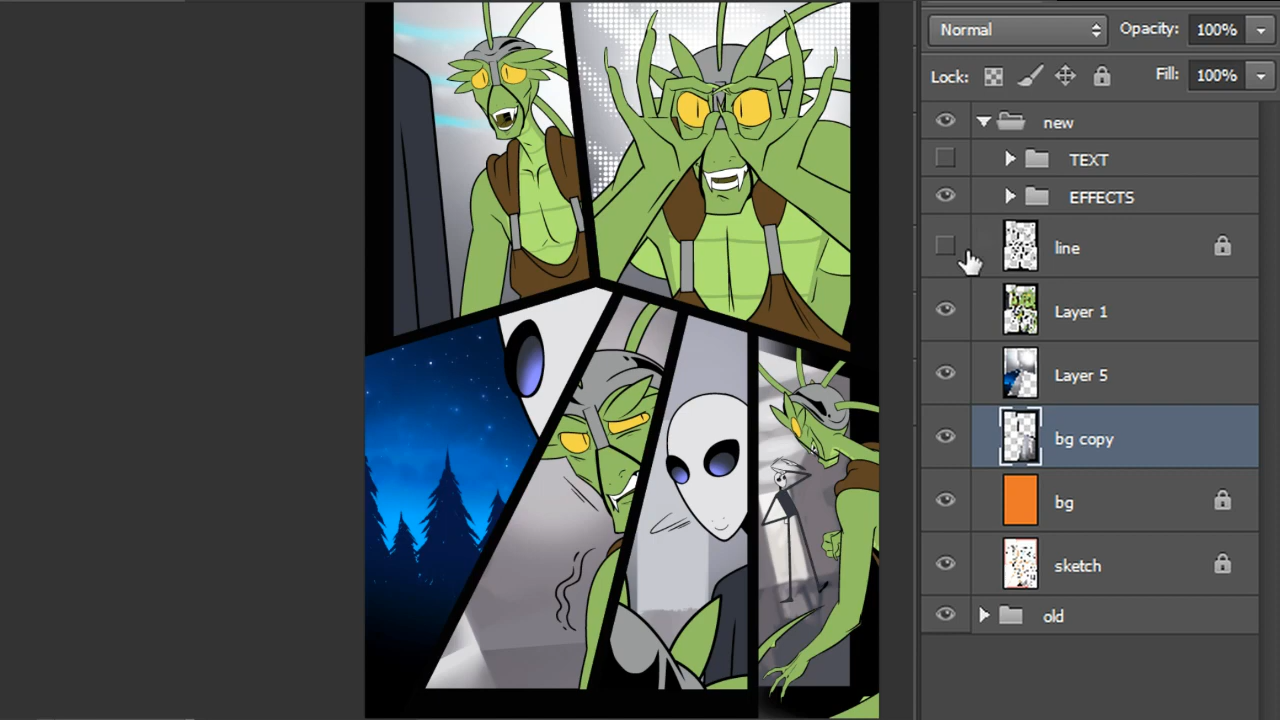 Normal Opacity: 100%
Lock: Fill: 100%
new
TEXT
EFFECTS
line
Layer 1
Layer 5
bg copy
bg
sketch
old